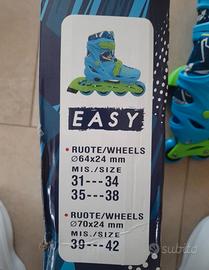 EASY
• RUOTE/WHEELS
Ø64x24 mm
MIS./SIZE
31---34
35---38
• RUOTE/WHEELS
Ø70x24 mm
MIS./SIZE
39---42
subito